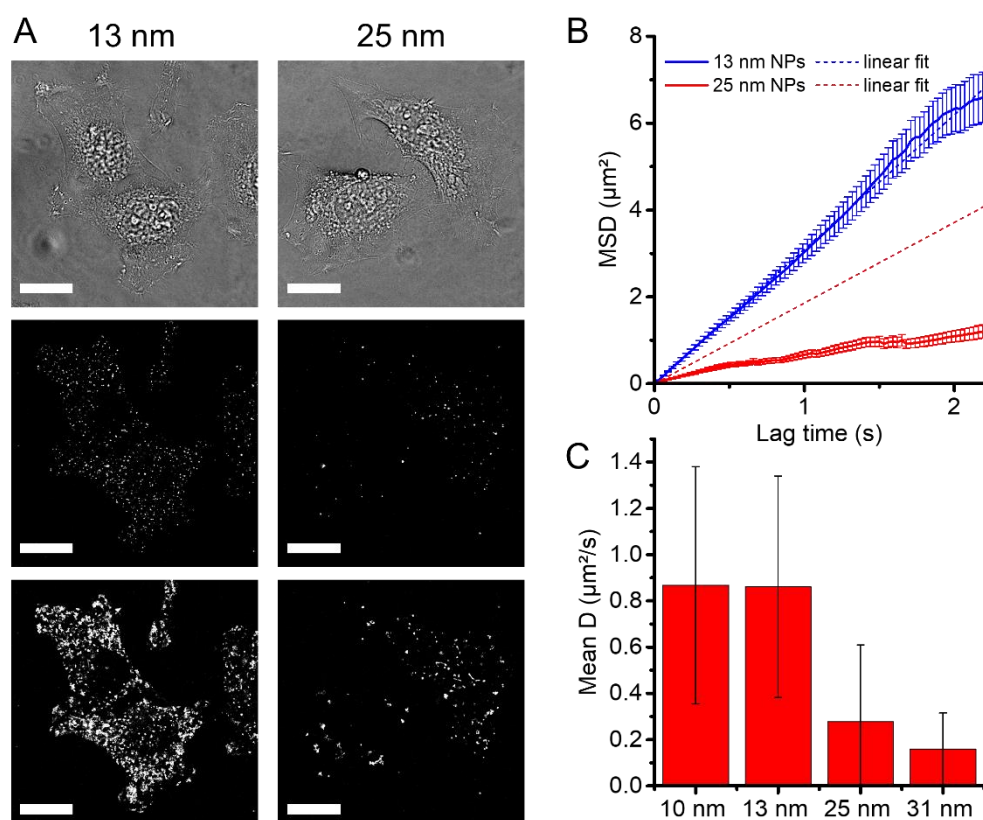 A
13 nm
25 nm
B
8
6
4
2
0
MSD (µm²)
13 nm NPs
linear fit
25 nm NPs
linear fit
0
1
2
Lag time (s)
C
1.4
1.2
1.0
0.8
0.6
0.4
0.2
0.0
Mean D (µm²/s)
10 nm
13 nm
25 nm
31 nm